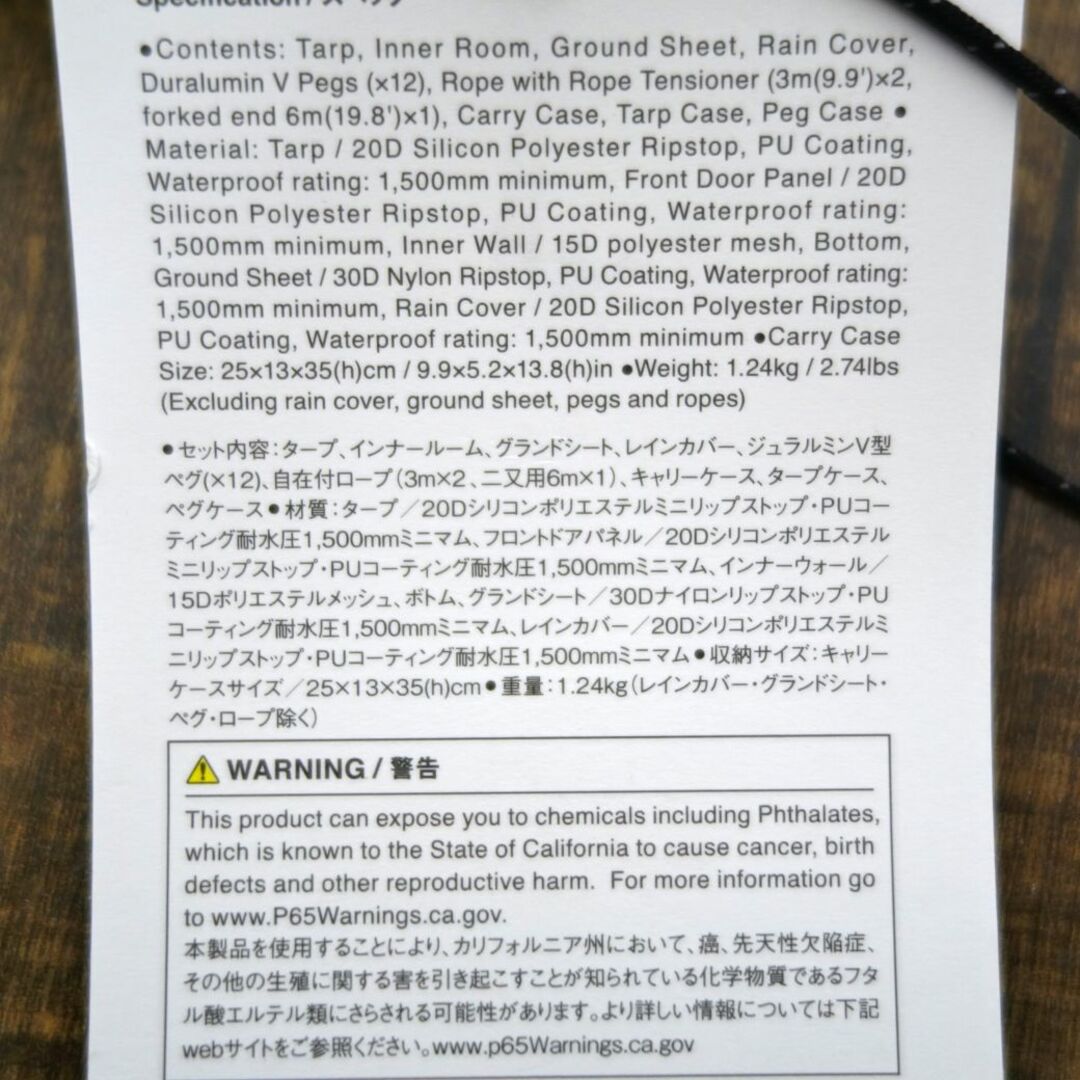 Specification / スペック
●Contents: Tarp, Inner Room, Ground Sheet, Rain Cover,
Duralumin V Pegs (×12), Rope with Rope Tensioner (3m(9.9')×2,
forked end 6m(19.8')×1), Carry Case, Tarp Case, Peg Case ●
Material: Tarp / 20D Silicon Polyester Ripstop, PU Coating,
Waterproof rating: 1,500mm minimum, Front Door Panel / 20D
Silicon Polyester Ripstop, PU Coating, Waterproof rating:
1,500mm minimum, Inner Wall / 15D polyester mesh, Bottom,
Ground Sheet / 30D Nylon Ripstop, PU Coating, Waterproof rating:
1,500mm minimum, Rain Cover / 20D Silicon Polyester Ripstop,
PU Coating, Waterproof rating: 1,500mm minimum ●Carry Case
Size: 25×13×35(h)cm / 9.9×5.2×13.8(h)in ●Weight: 1.24kg / 2.74lbs
(Excluding rain cover, ground sheet, pegs and ropes)
●セット内容：タープ、インナールーム、グランドシート、レインカバー、ジュラルミンV型
ペグ(×12)、自在付ロープ（3m×2、二又用6m×1）、キャリーケース、タープケース、
ペグケース●材質：タープ／20Dシリコンポリエステルミニリップストップ・PUコー
ティング耐水圧1,500mmミニマム、フロントドアパネル／20Dシリコンポリエステル
ミニリップストップ・PUコーティング耐水圧1,500mmミニマム、インナーウォール／
15Dポリエステルメッシュ、ボトム、グランドシート／30Dナイロンリップストップ・PU
コーティング耐水圧1,500mmミニマム、レインカバー／20Dシリコンポリエステルミ
ニリップストップ・PUコーティング耐水圧1,500mmミニマム●収納サイズ：キャリー
ケースサイズ／25×13×35(h)cm●重量：1.24kg（レインカバー・グランドシート・
ペグ・ロープ除く）
WARNING / 警告
This product can expose you to chemicals including Phthalates,
which is known to the State of California to cause cancer, birth
defects and other reproductive harm. For more information go
to www.P65Warnings.ca.gov.
本製品を使用することにより、カリフォルニア州において、癌、先天性欠陥症、
その他の生殖に関する害を引き起こすことが知られている化学物質であるフタ
ル酸エルテル類にさらされる可能性があります。より詳しい情報については下記
webサイトをご参照ください。www.p65Warnings.ca.gov